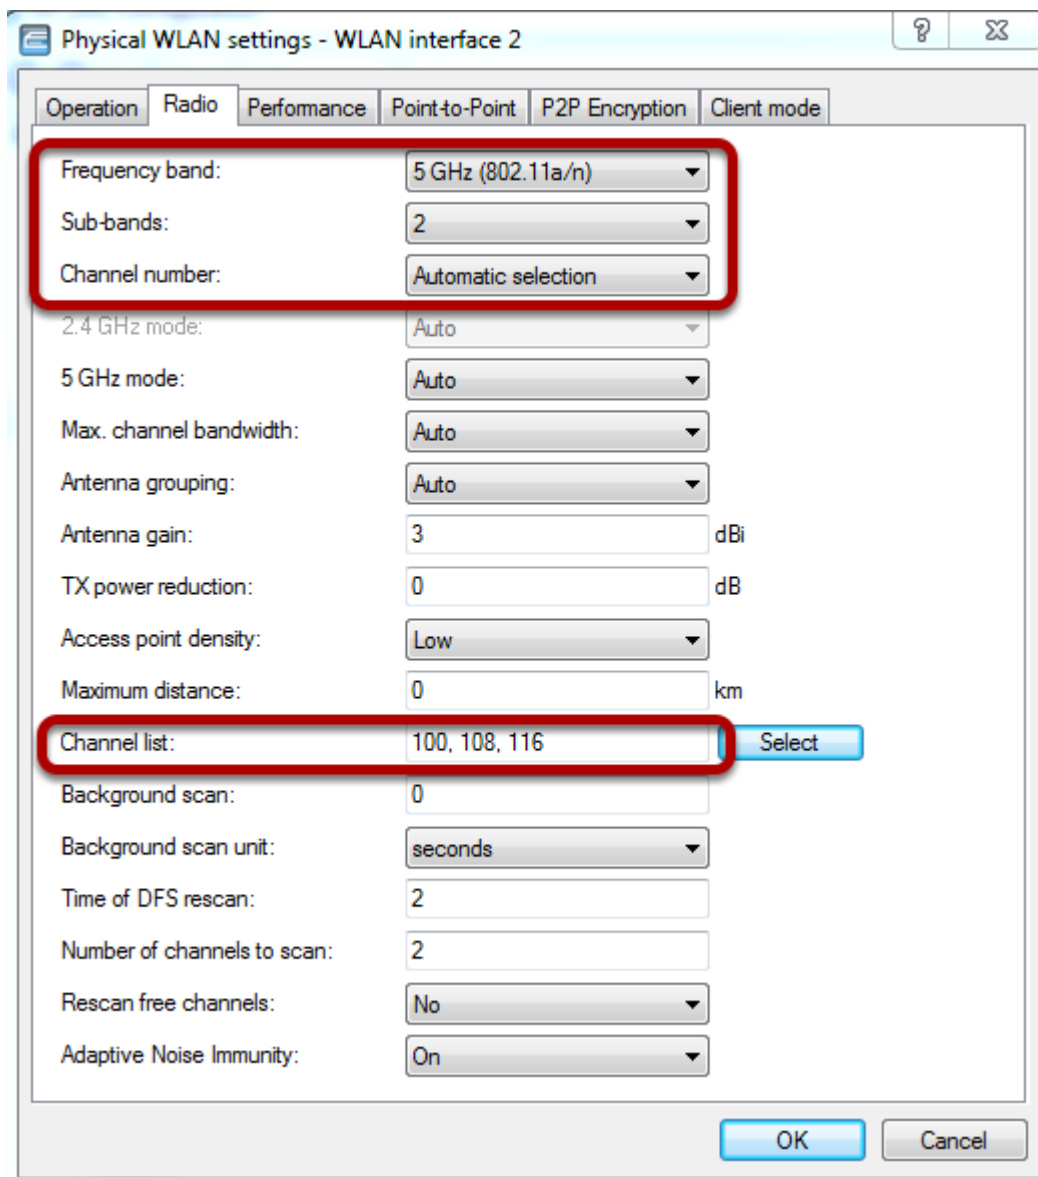 Physical WLAN settings - WLAN interface 2
Operation Radio Performance Point-to-Point P2P Encryption Client mode
Frequency band: 5 GHz (802.11a/n)
Sub-bands: 2
Channel number: Automatic selection
2.4 GHz mode: Auto
5 GHz mode: Auto
Max. channel bandwidth: Auto
Antenna grouping: Auto
Antenna gain: 3 dBi
TX power reduction: 0 dB
Access point density: Low
Maximum distance: 0 km
Channel list: 100, 108, 116 Select
Background scan: 0
Background scan unit: seconds
Time of DFS rescan: 2
Number of channels to scan: 2
Rescan free channels: No
Adaptive Noise Immunity: On
OK Cancel